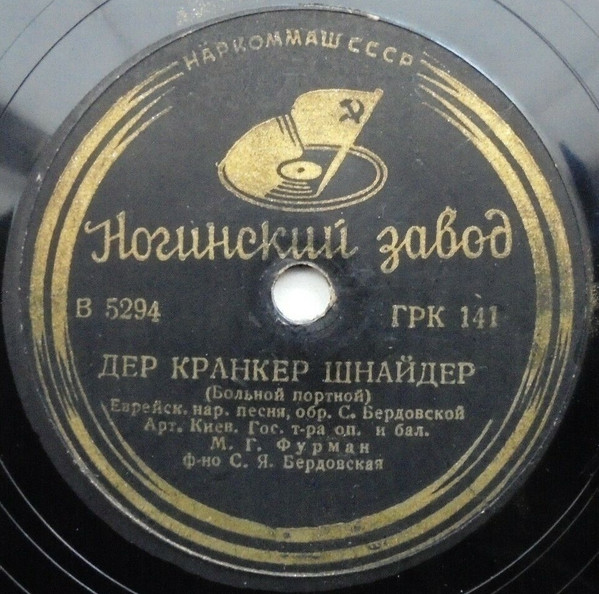 НАРКОММАШ СССР
Ногинский завод
В 5294 ГРК 141
ДЕР КРАНКЕР ШНАЙДЕР
(Больной портной)
Еврейск. нар. песня, обр. С. Бердовской
Арт. Киев. Гос. т-ра оп. и бал.
М. Г. Фурман
ф-но С. Я. Бердовская